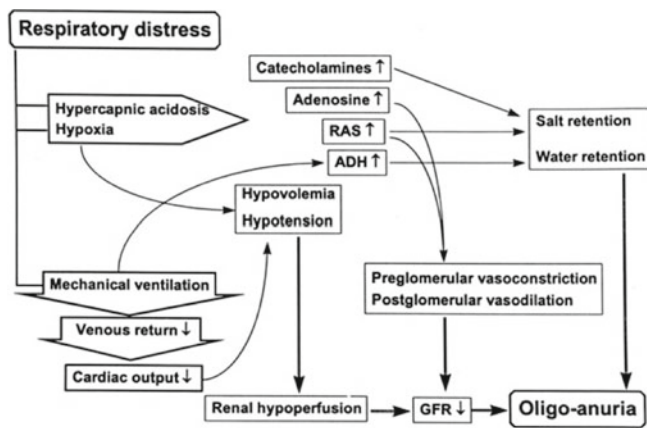 Respiratory distress
Catecholamines ↑
Hypercapnic acidosis
Hypoxia
Adenosine ↑
RAS ↑
ADH ↑
Salt retention
Water retention
Hypovolemia
Hypotension
Mechanical ventilation
Preglomerular vasoconstriction
Postglomerular vasodilation
Venous return ↓
Cardiac output ↓
Renal hypoperfusion
GFR ↓
Oligo-anuria